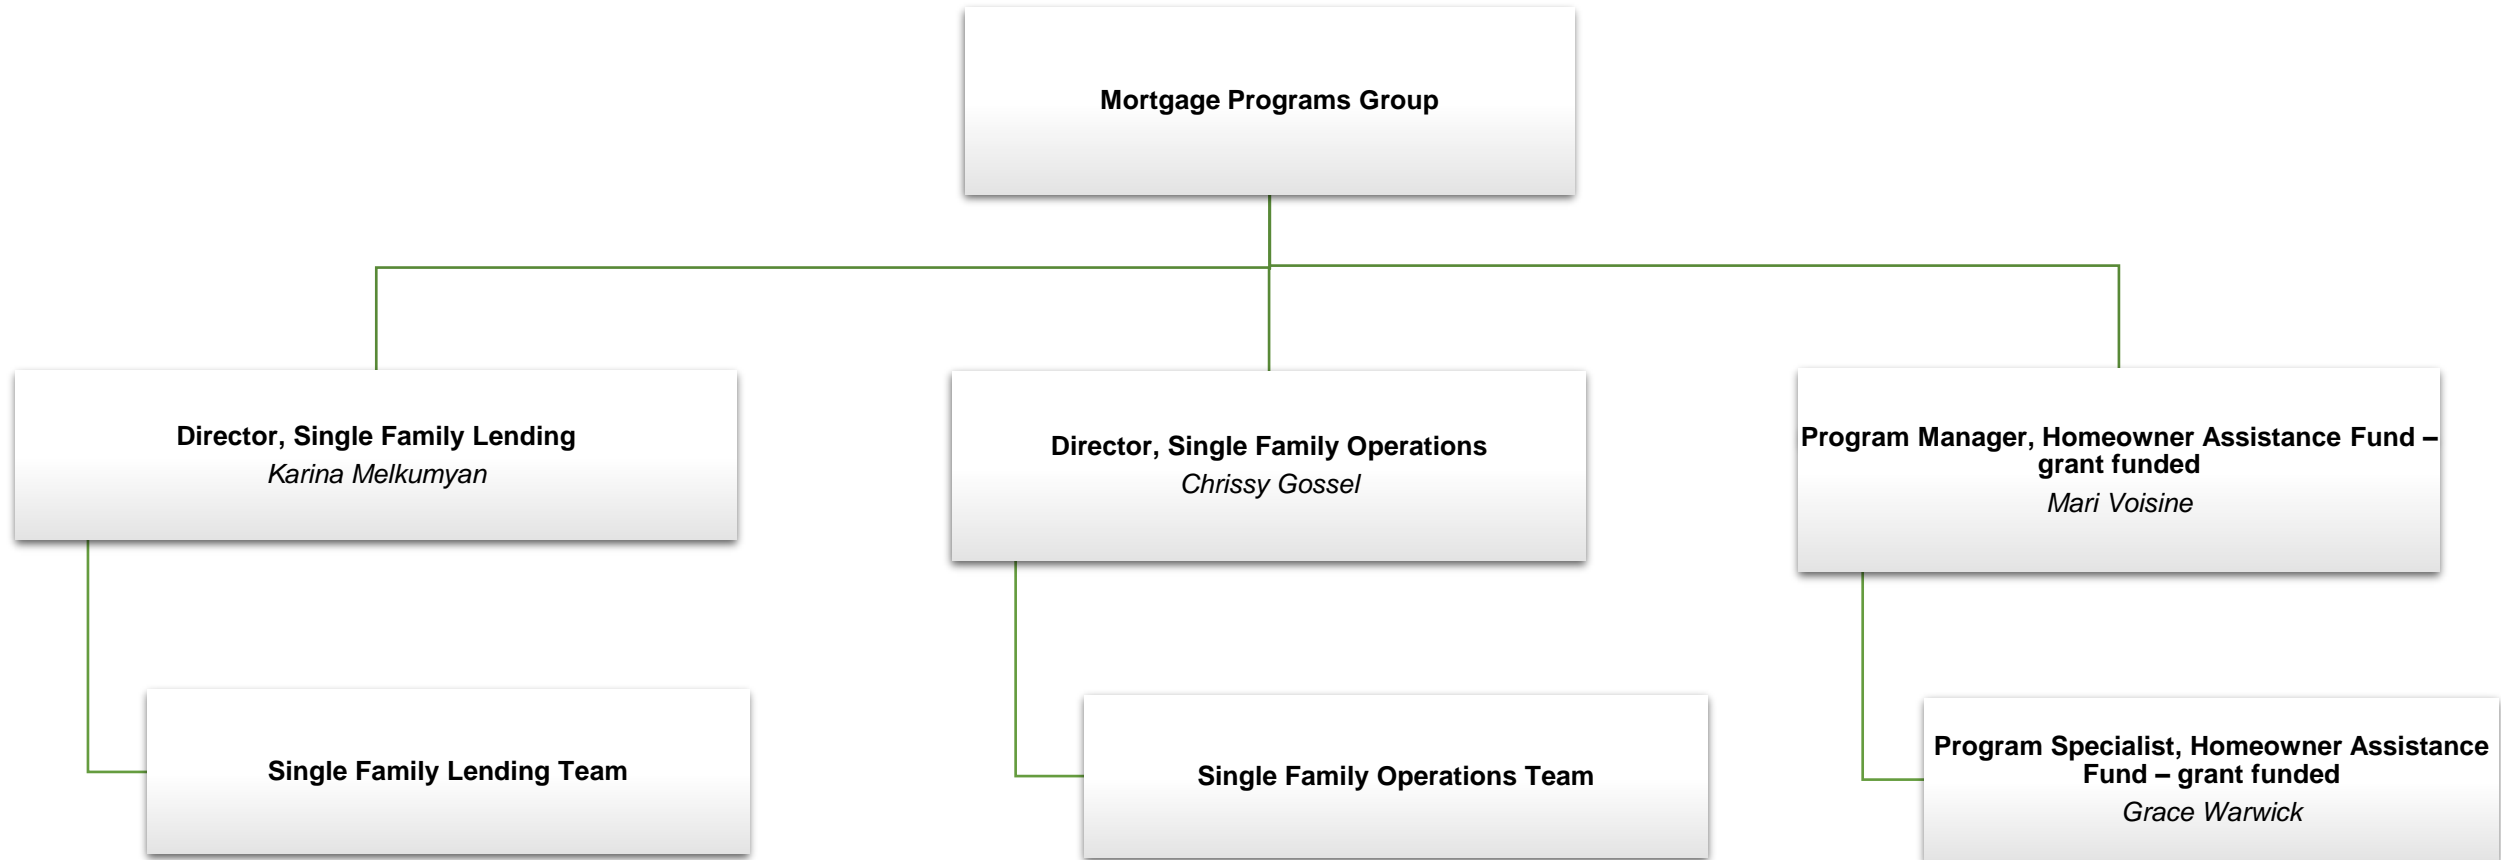 Mortgage Programs Group
Director, Single Family Lending
Karina Melkumyan
Director, Single Family Operations
Chrissy Gossel
Program Manager, Homeowner Assistance Fund –
grant funded
Mari Voisine
Single Family Lending Team
Single Family Operations Team
Program Specialist, Homeowner Assistance
Fund – grant funded
Grace Warwick